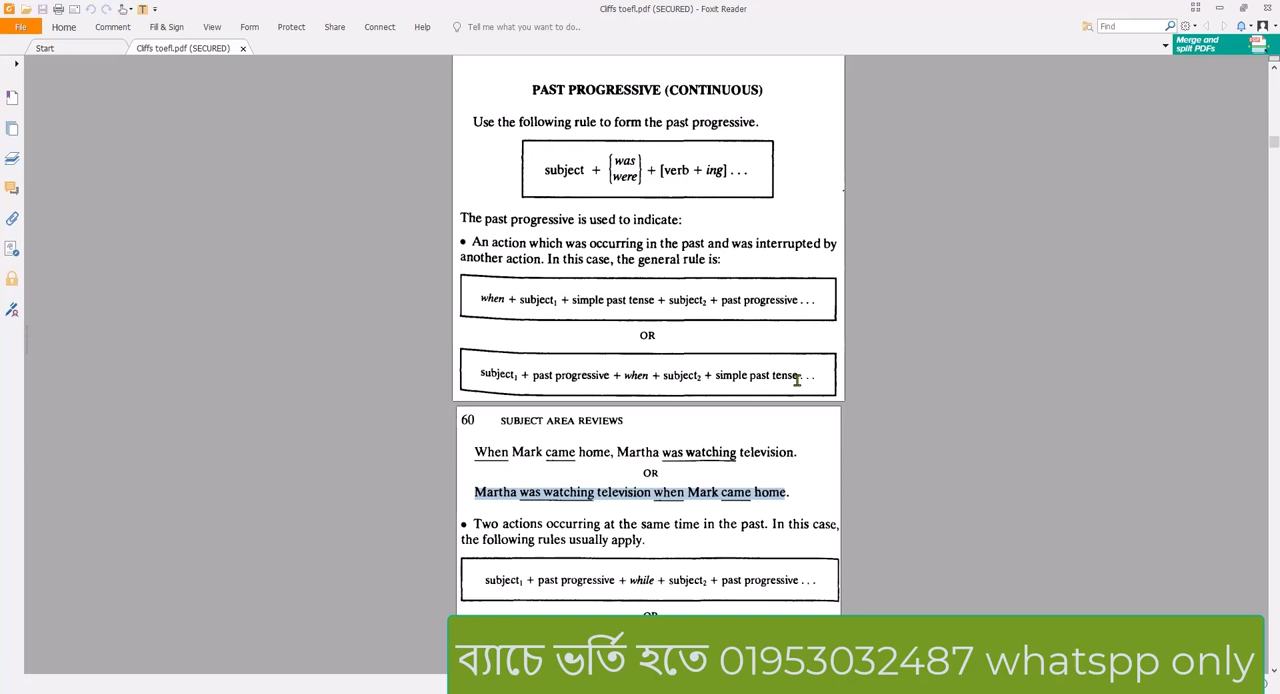 Cliffs toefl.pdf (SECURED) - Foxit Reader
File Home Comment Fill & Sign View Form Protect Share Connect Help Tell me what you want to do.. Find
Start Cliffs toefl.pdf (SECURED) Merge and
split PDFs
PAST PROGRESSIVE (CONTINUOUS)
Use the following rule to form the past progressive.
was
subject + + [verb + ing] . . .
were
The past progressive is used to indicate:
• An action which was occurring in the past and was interrupted by
another action. In this case, the general rule is:
when + subject₁ + simple past tense + subject₂ + past progressive . . .
OR
subject₁ + past progressive + when + subject₂ + simple past tense . . .
60 SUBJECT AREA REVIEWS
When Mark came home, Martha was watching television.
OR
Martha was watching television when Mark came home.
• Two actions occurring at the same time in the past. In this case,
the following rules usually apply.
subject₁ + past progressive + while + subject₂ + past progressive . . .
OR
ব্যাচে ভর্তি হতে 01953032487 whatspp only